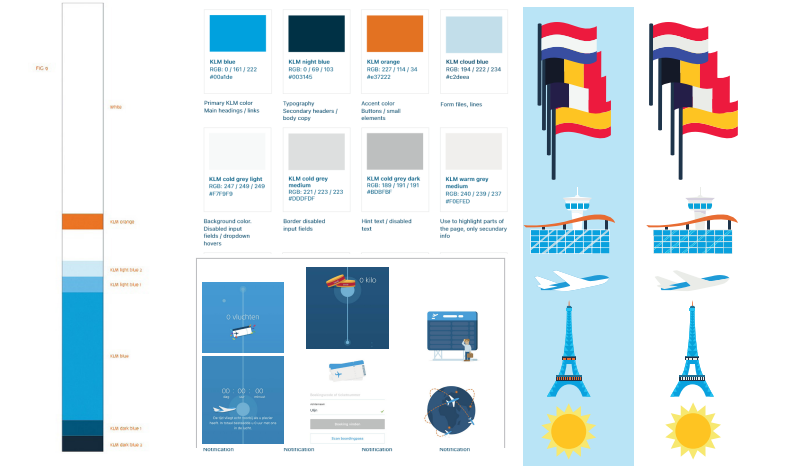 FIG 6
White
KLM orange
KLM light blue 2
KLM light blue 1
KLM blue
KLM dark blue 1
KLM dark blue 2
KLM blue
RGB: 0 / 161 / 222
#00a1de
Primary KLM color
Main headings / links
KLM night blue
RGB: 0 / 69 / 103
#003145
Typography
Secondary headers /
body copy
KLM orange
RGB: 227 / 114 / 34
#e37222
Accent color
Buttons / small
elements
KLM cloud blue
RGB: 194 / 222 / 234
#c2deea
Form files, lines
KLM cold grey light
RGB: 247 / 249 / 249
#F7F9F9
Background color.
Disabled input
fields / dropdown
hovers
KLM cold grey
medium
RGB: 221 / 223 / 223
#DDDFDF
Border disabled
input fields
KLM cold grey dark
RGB: 189 / 191 / 191
#BDBFBF
Hint text / disabled
text
KLM warm grey
medium
RGB: 240 / 239 / 237
#F0EFED
Use to highlight parts of
the page, only secundary
info
0 vluchten
0 kilo
00 00 00
Notification
Notification
Notification
Notification